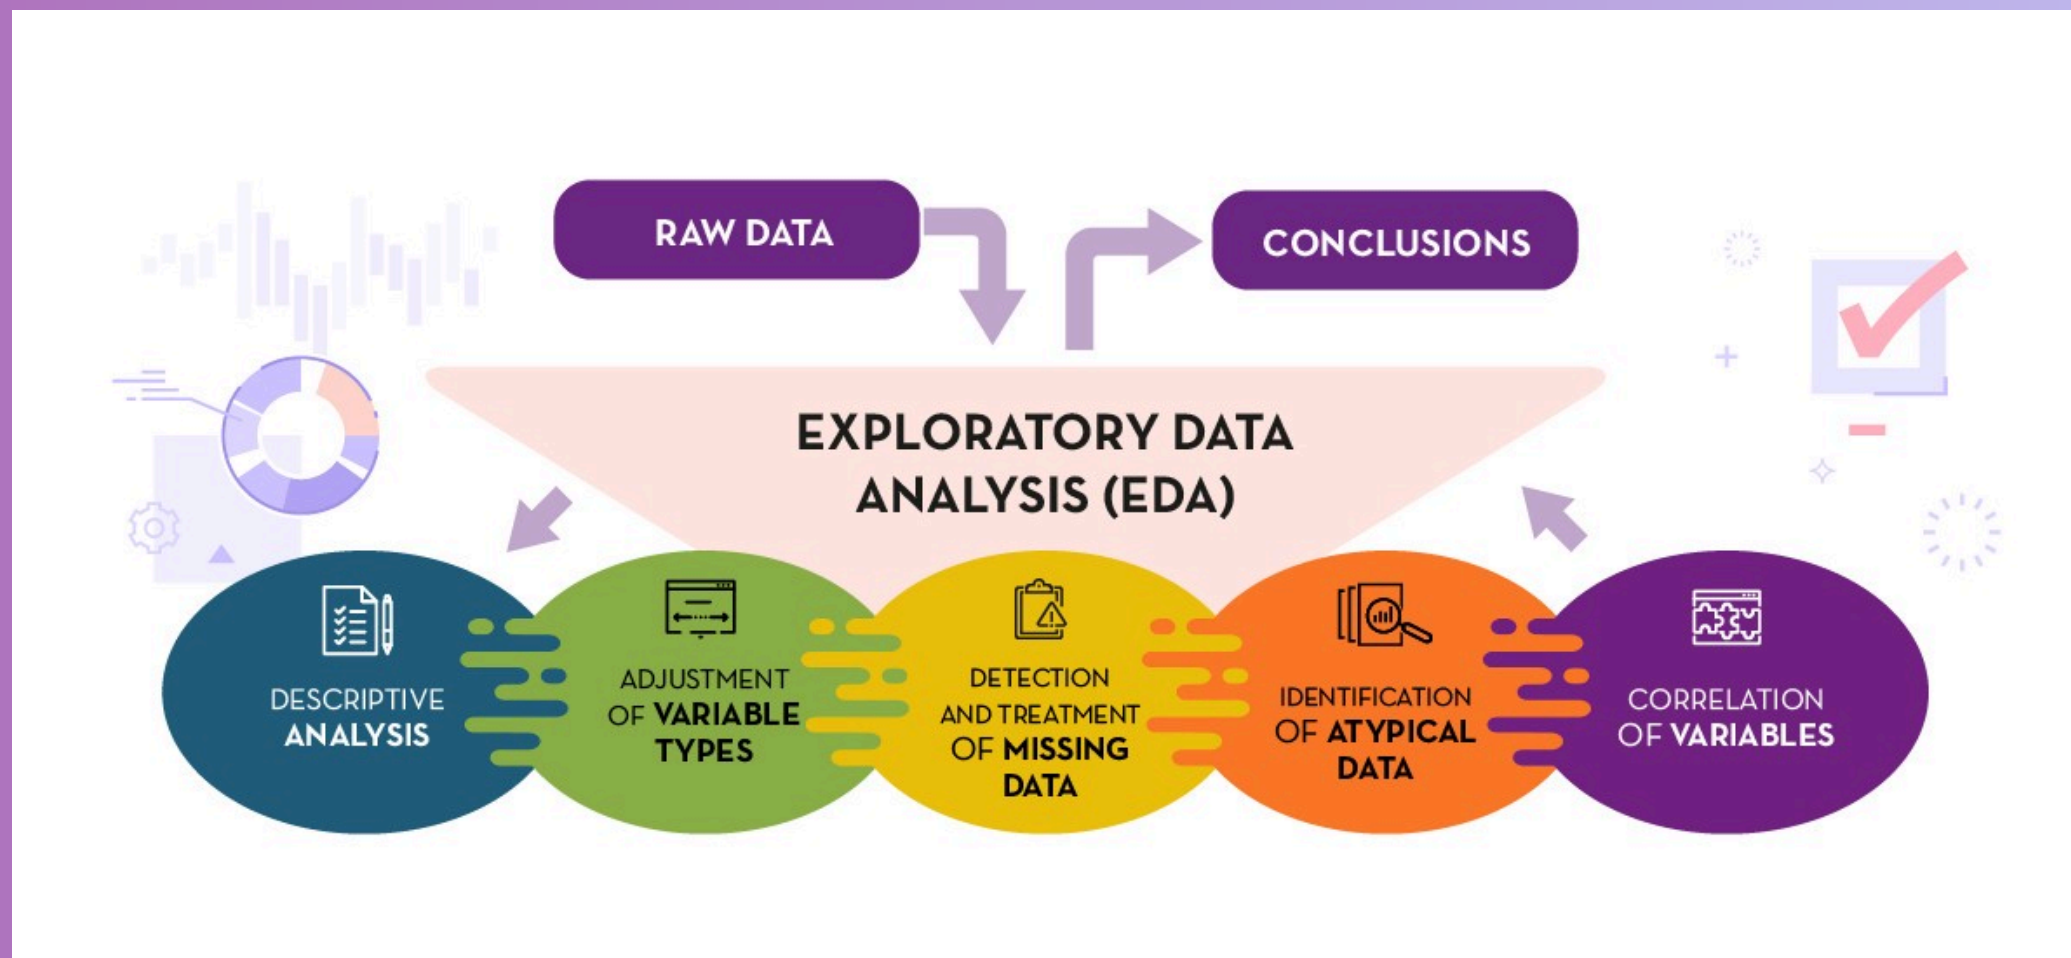 RAW DATA
CONCLUSIONS
EXPLORATORY DATA
ANALYSIS (EDA)
DESCRIPTIVE
ANALYSIS
ADJUSTMENT
OF VARIABLE
TYPES
DETECTION
AND TREATMENT
OF MISSING
DATA
IDENTIFICATION
OF ATYPICAL
DATA
CORRELATION
OF VARIABLES